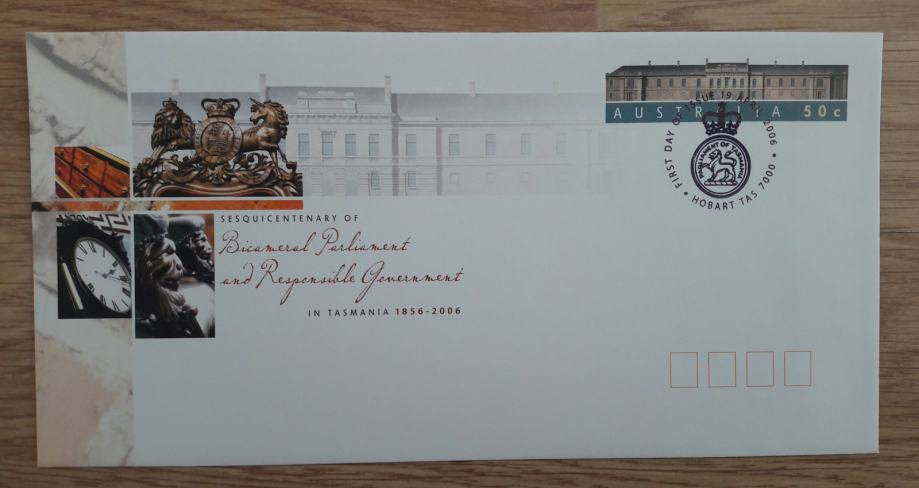 AUSTRALIA 50c
FIRST DAY OF ISSUE 19 APRIL 2006
PARLIAMENT OF TASMANIA
HOBART TAS 7000
SESQUICENTENARY OF
Bicameral Parliament
and Responsible Government
IN TASMANIA 1856-2006